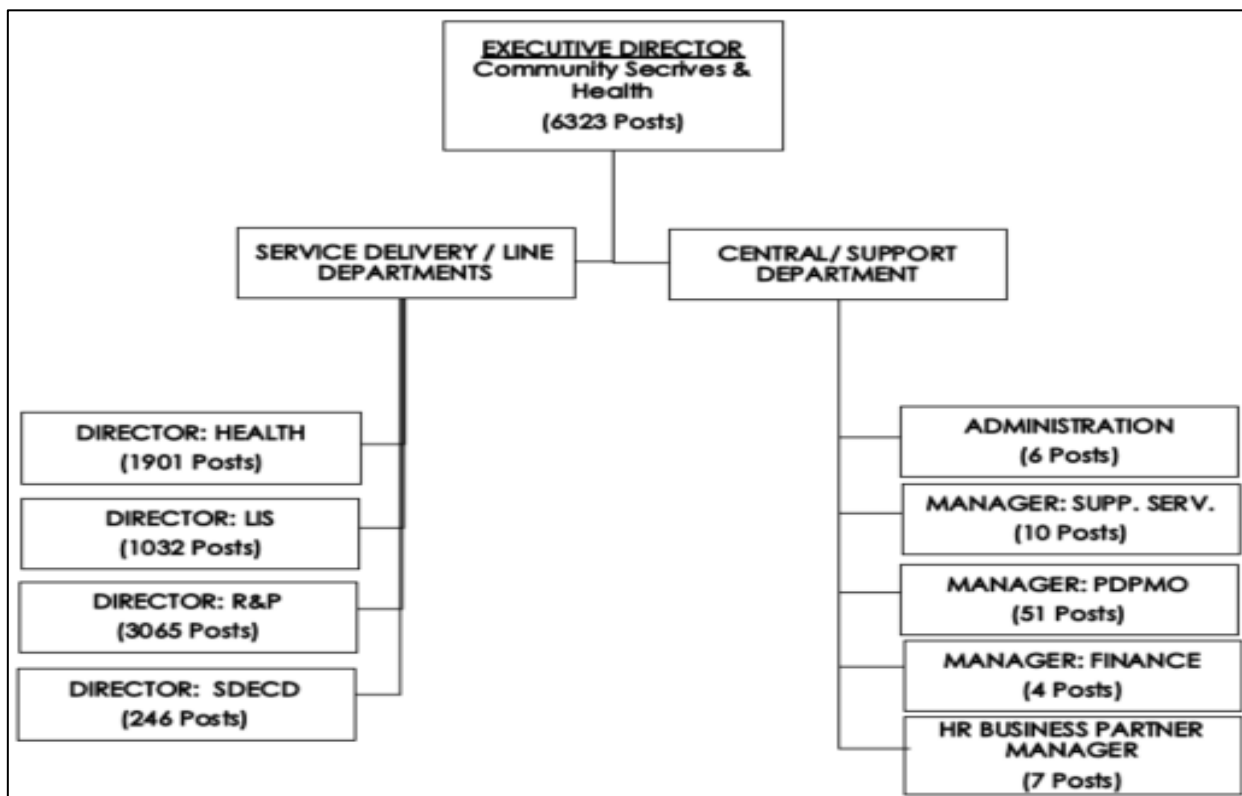 EXECUTIVE DIRECTOR
Community Secrives &
Health
(6323 Posts)
SERVICE DELIVERY / LINE
DEPARTMENTS
CENTRAL/ SUPPORT
DEPARTMENT
DIRECTOR: HEALTH
(1901 Posts)
DIRECTOR: LIS
(1032 Posts)
DIRECTOR: R&P
(3065 Posts)
DIRECTOR: SDECD
(246 Posts)
ADMINISTRATION
(6 Posts)
MANAGER: SUPP. SERV.
(10 Posts)
MANAGER: PDPMO
(51 Posts)
MANAGER: FINANCE
(4 Posts)
HR BUSINESS PARTNER
MANAGER
(7 Posts)